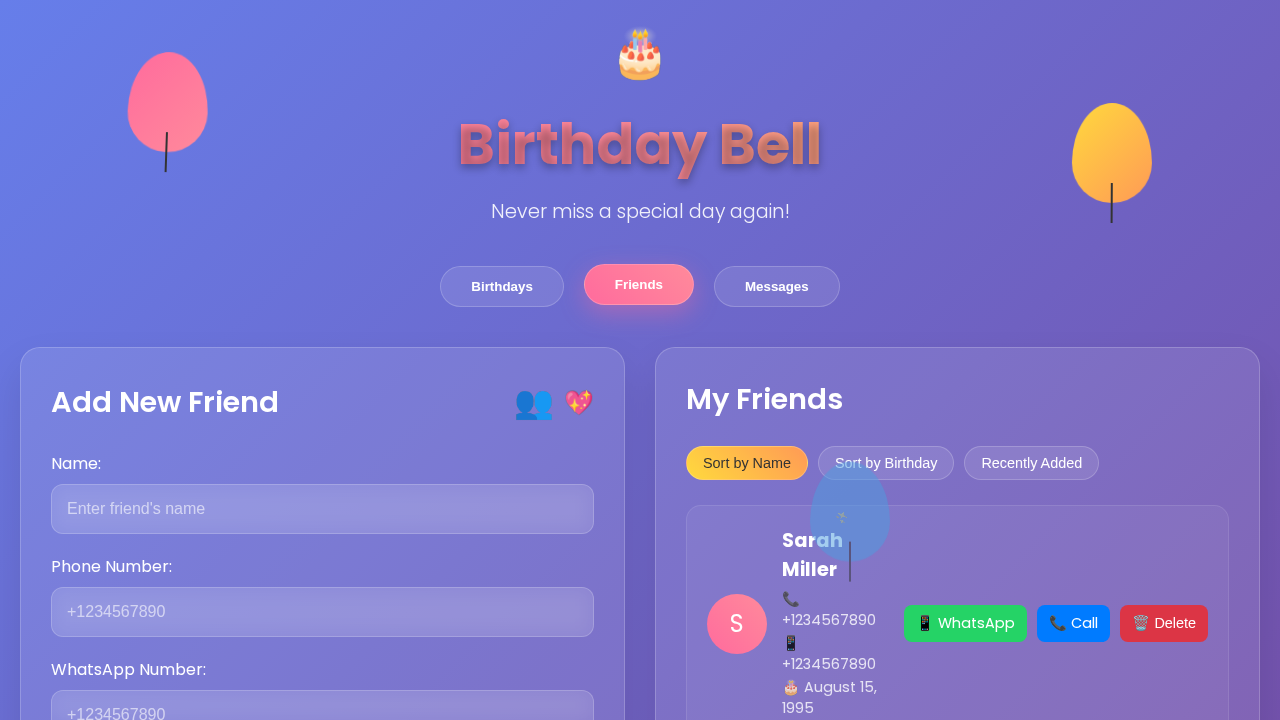 Birthday Bell
Never miss a special day again!
Birthdays
Friends
Messages
Add New Friend
Name:
Enter friend's name
Phone Number:
+1234567890
WhatsApp Number:
+1234567890
My Friends
Sort by Name
Sort by Birthday
Recently Added
S
Sarah
Miller
📞
+1234567890
📱
+1234567890
🎂 August 15,
1995
📱 WhatsApp
📞 Call
🗑️ Delete